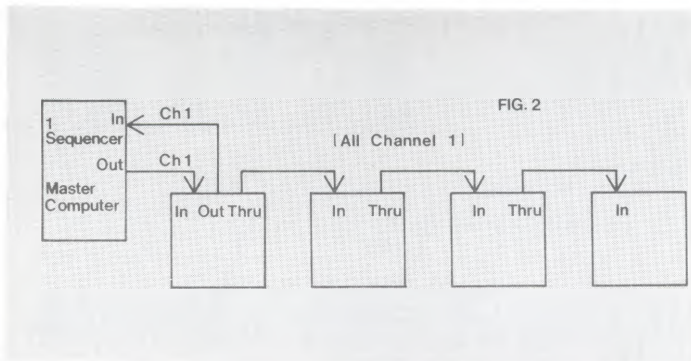 FIG. 2
1 In
Sequencer
Out
Master
Computer
Ch 1
Ch 1
|All Channel 1|
In Out Thru
In Thru
In Thru
In